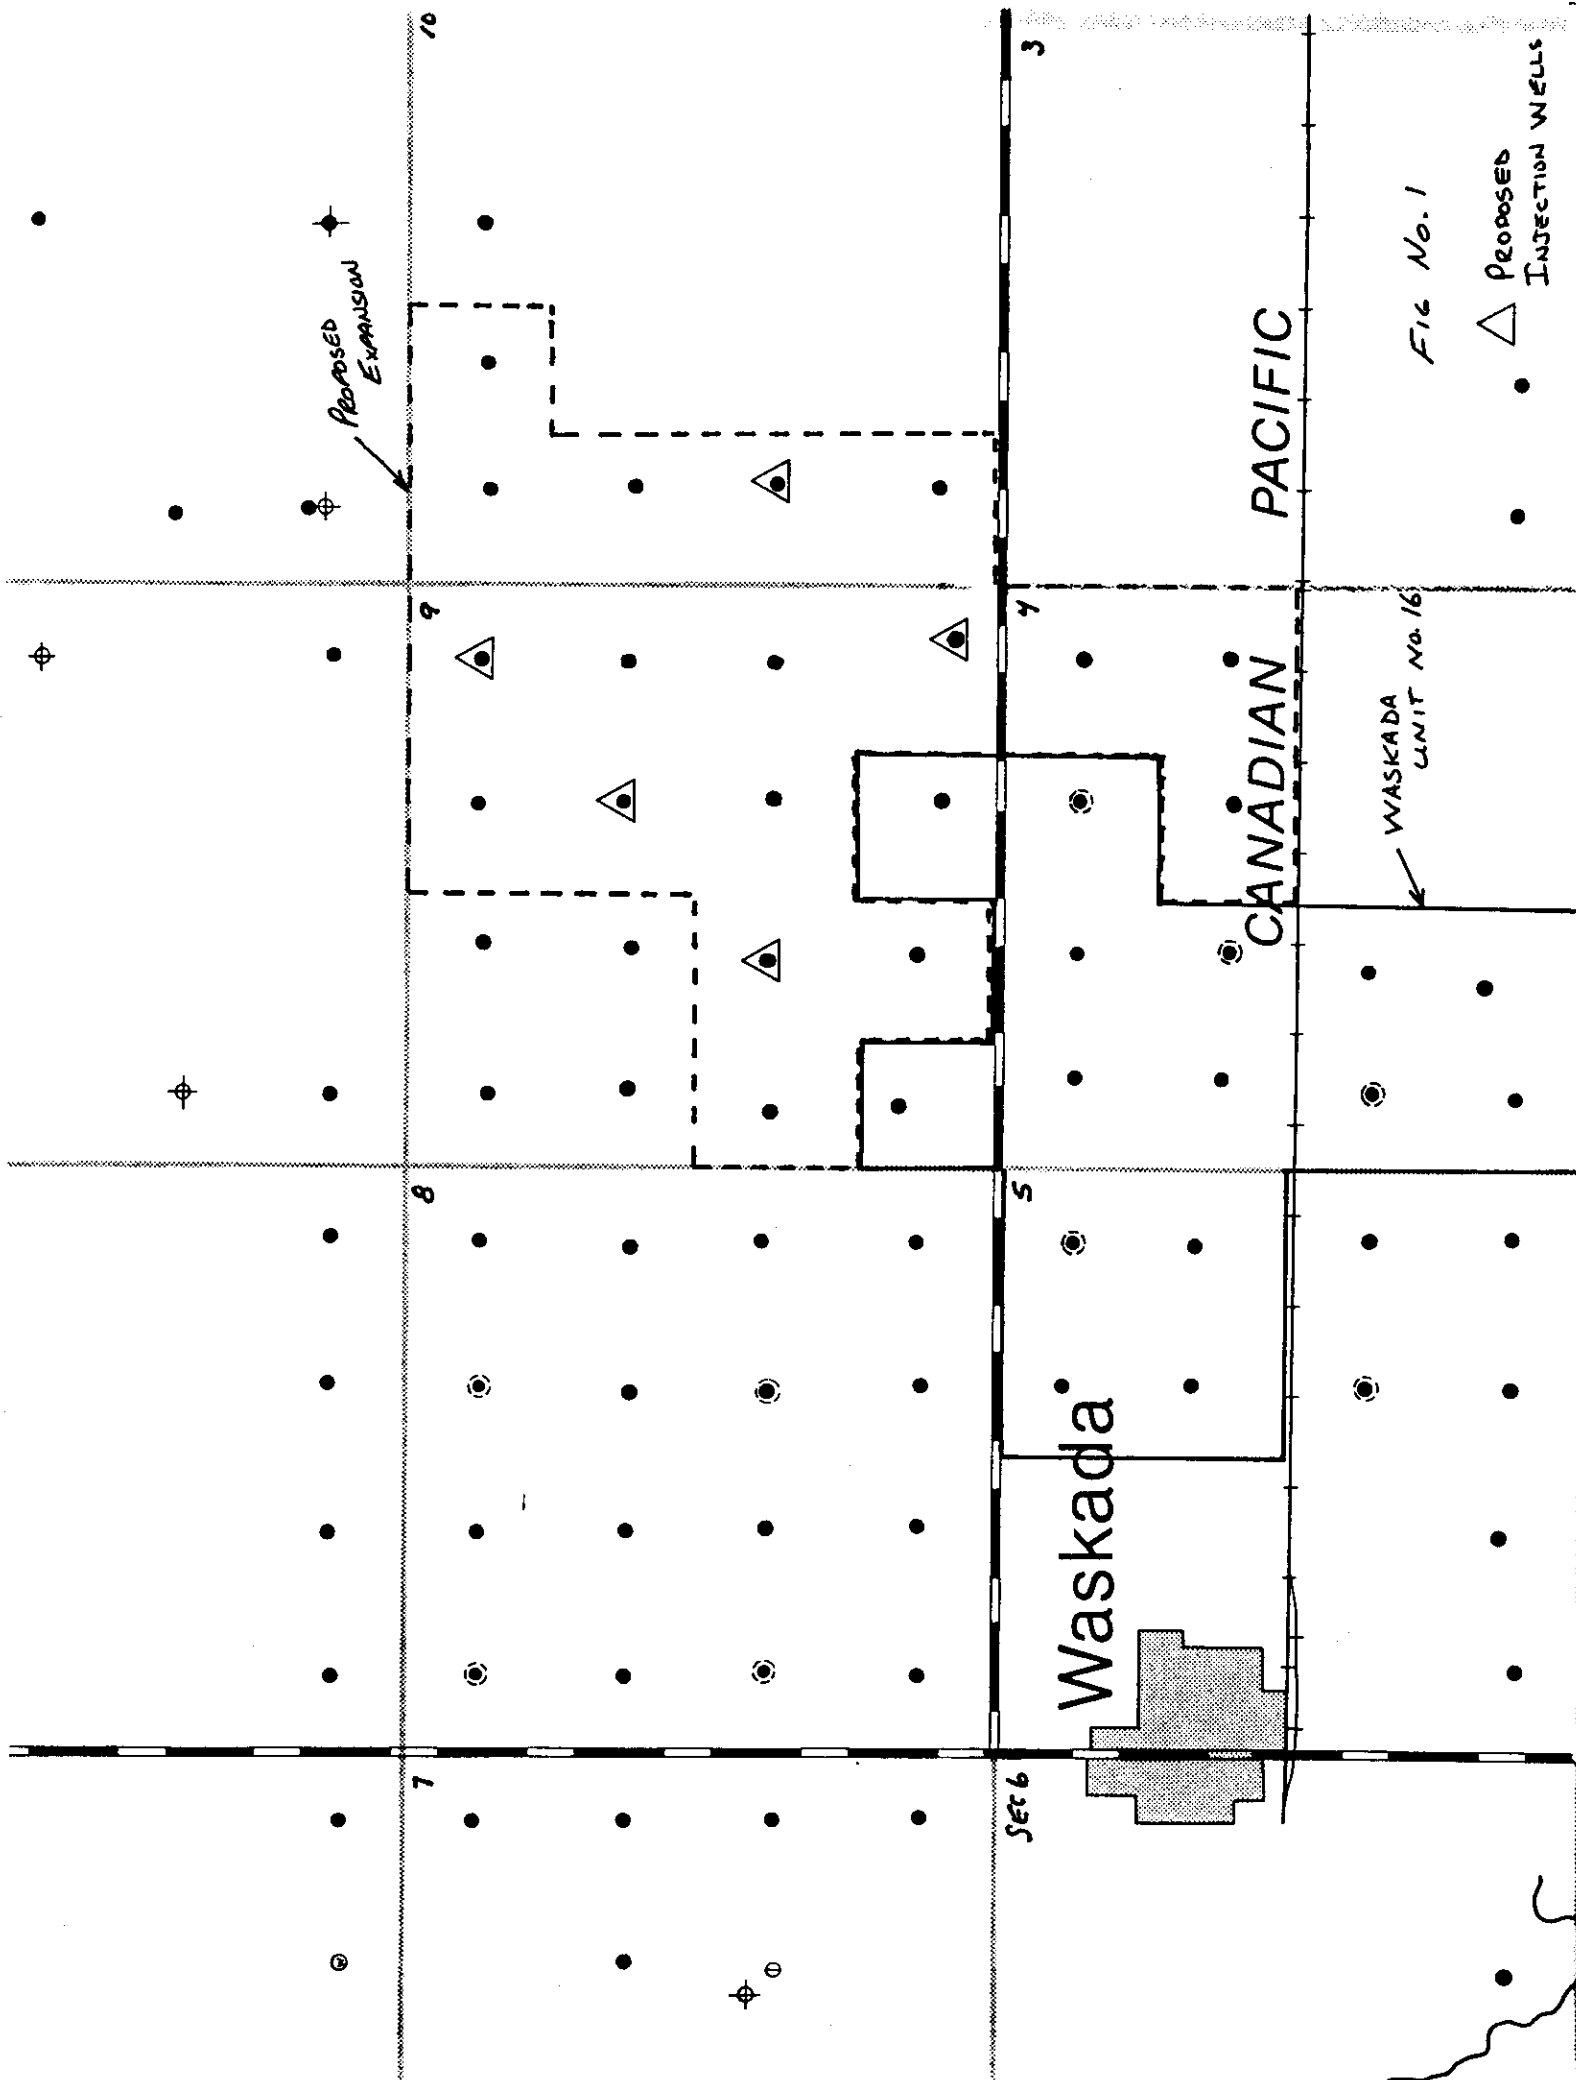 7
8
9
10
PROPOSED
EXPANSION
SEC 6
5
4
3
Waskada
CANADIAN PACIFIC
WASKADA
UNIT No. 16
FIG No. 1
PROPOSED
INJECTION WELLS